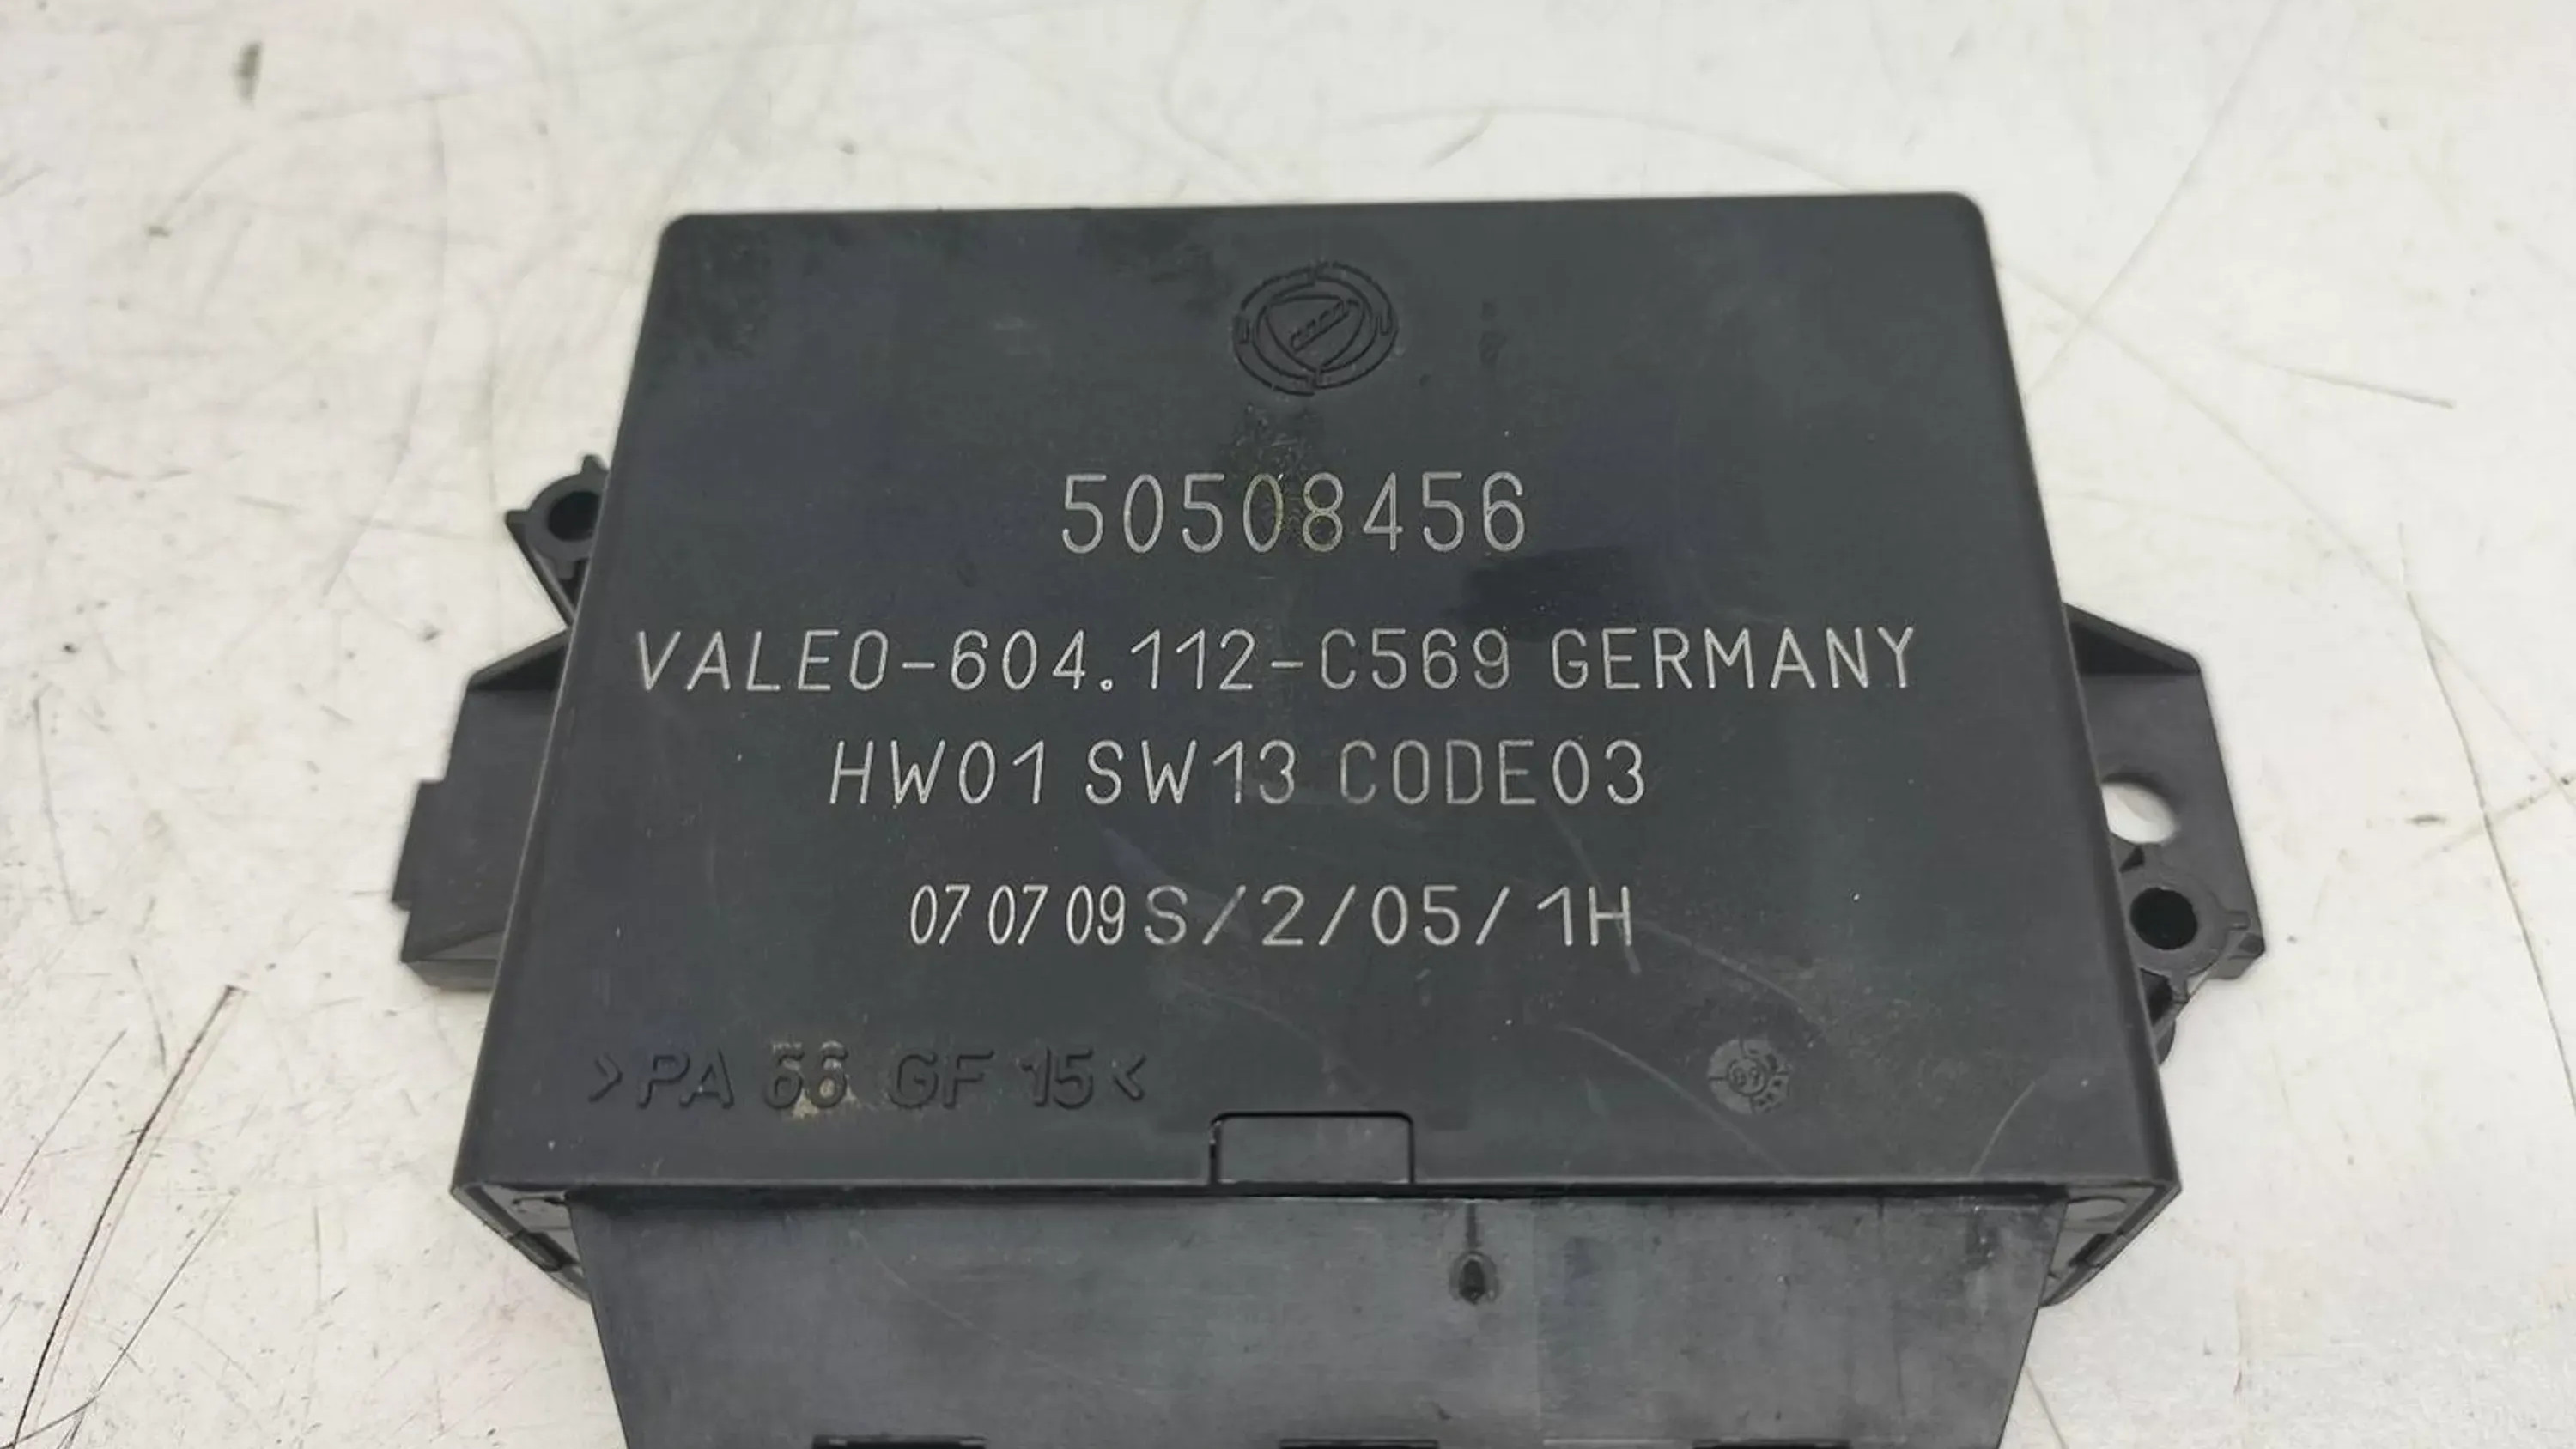 50508456
VALEO-604.112-C569 GERMANY
HW01 SW13 CODE03
07 07 09 S/2/05/1H
>PA 66 GF 15<